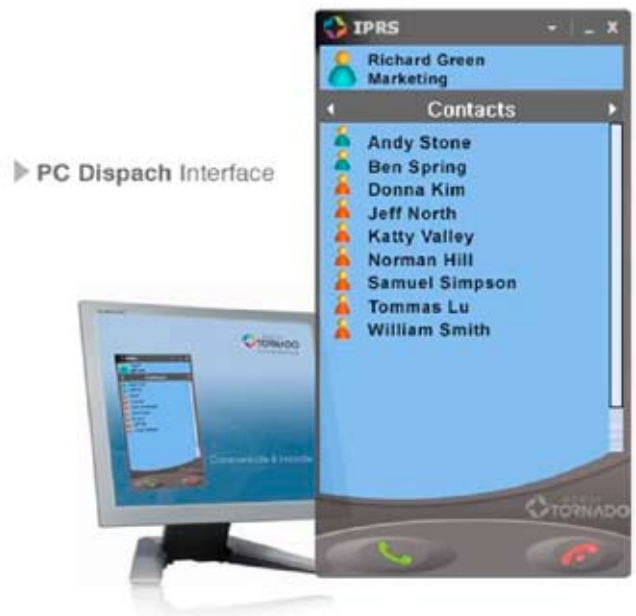 IPRS
Richard Green
Marketing
Contacts
Andy Stone
Ben Spring
Donna Kim
Jeff North
Katty Valley
Norman Hill
Samuel Simpson
Tommas Lu
William Smith
TORNADO
PC Dispach Interface
TORNADO